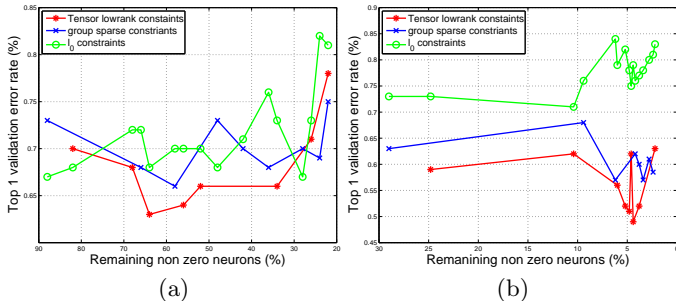 0.85
0.8
0.75
0.7
0.65
Top 1 validation error rate (%)
Tensor lowrank constaints
group sparse constriants
l0 constraints
90 80 70 60 50 40 30 20
Remaining non zero neurons (%)
(a)
0.9
0.85
0.8
0.75
0.7
0.65
0.6
0.55
0.5
0.45
Top 1 validation error rate (%)
Tensor lowrank constaints
group sparse constriants
l0 constraints
30 25 20 15 10 5 0
Remaining non zero neurons (%)
(b)